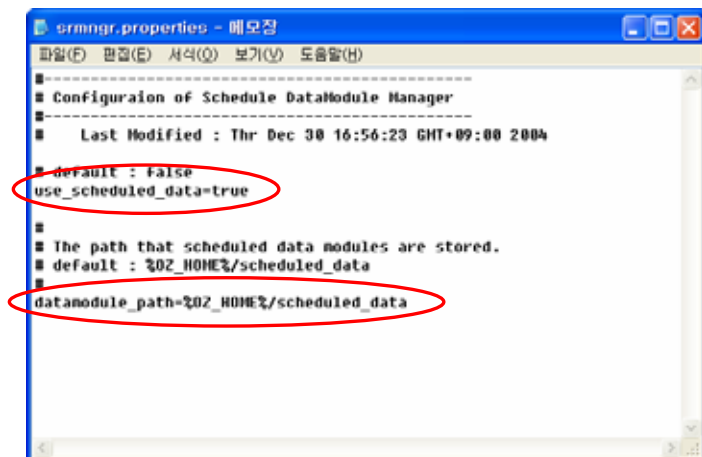 srmngr.properties - 메모장
파일(F) 편집(E) 서식(O) 보기(V) 도움말(H)
#-----------------------------------------------
# Configuraion of Schedule DataModule Manager
#-----------------------------------------------
# Last Modified : Thr Dec 30 16:56:23 GMT+09:00 2004
# default : false
use_scheduled_data=true
#
# The path that scheduled data modules are stored.
# default : %OZ_HOME%/scheduled_data
#
datamodule_path=%OZ_HOME%/scheduled_data